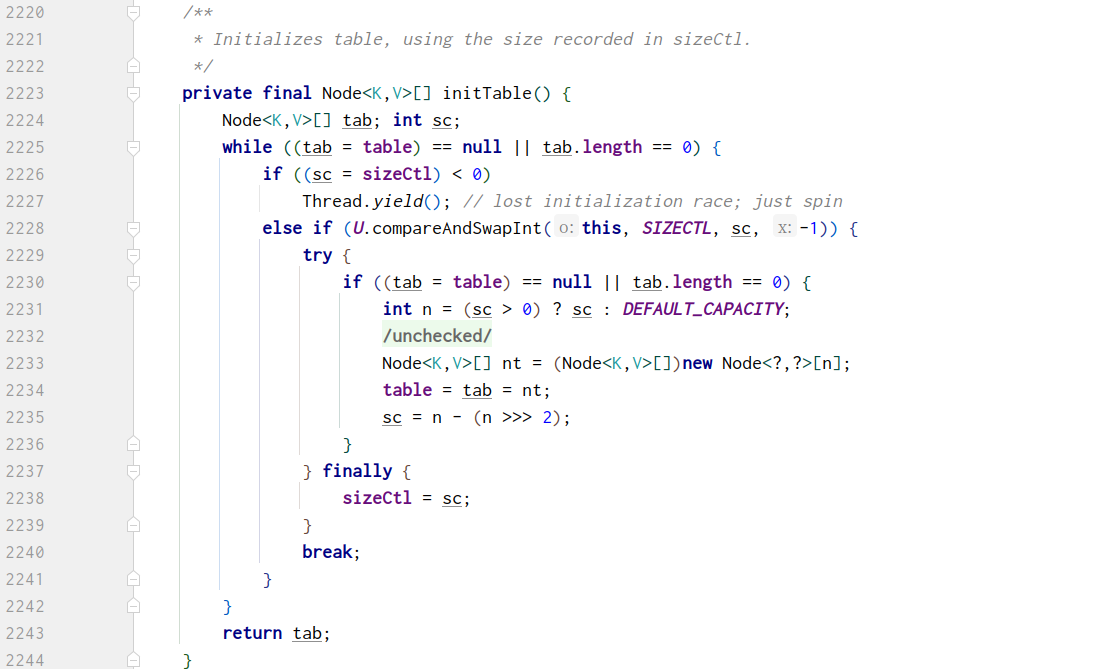 2220 /**
2221 * Initializes table, using the size recorded in sizeCtl.
2222 */
2223 private final Node<K,V>[] initTable() {
2224 Node<K,V>[] tab; int sc;
2225 while ((tab = table) == null || tab.length == 0) {
2226 if ((sc = sizeCtl) < 0)
2227 Thread.yield(); // lost initialization race; just spin
2228 else if (U.compareAndSwapInt( o: this, SIZECTL, sc, x: -1)) {
2229 try {
2230 if ((tab = table) == null || tab.length == 0) {
2231 int n = (sc > 0) ? sc : DEFAULT_CAPACITY;
2232 /unchecked/
2233 Node<K,V>[] nt = (Node<K,V>[])new Node<?,?>[n];
2234 table = tab = nt;
2235 sc = n - (n >>> 2);
2236 }
2237 } finally {
2238 sizeCtl = sc;
2239 }
2240 break;
2241 }
2242 }
2243 return tab;
2244 }